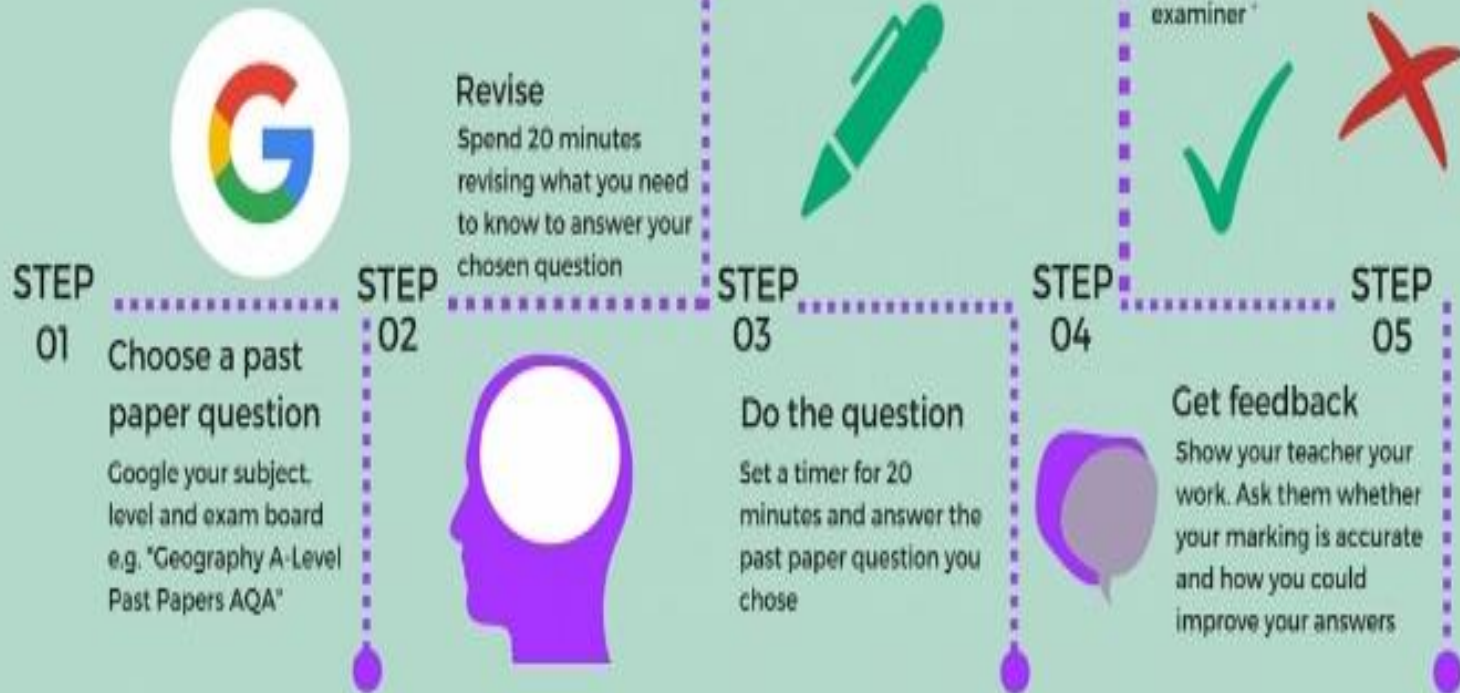 examiner '
STEP
01
Choose a past
paper question
Google your subject,
level and exam board
e.g. "Geography A-Level
Past Papers AQA"
STEP
02
Revise
Spend 20 minutes
revising what you need
to know to answer your
chosen question
STEP
03
Do the question
Set a timer for 20
minutes and answer the
past paper question you
chose
STEP
04
STEP
05
Get feedback
Show your teacher your
work. Ask them whether
your marking is accurate
and how you could
improve your answers